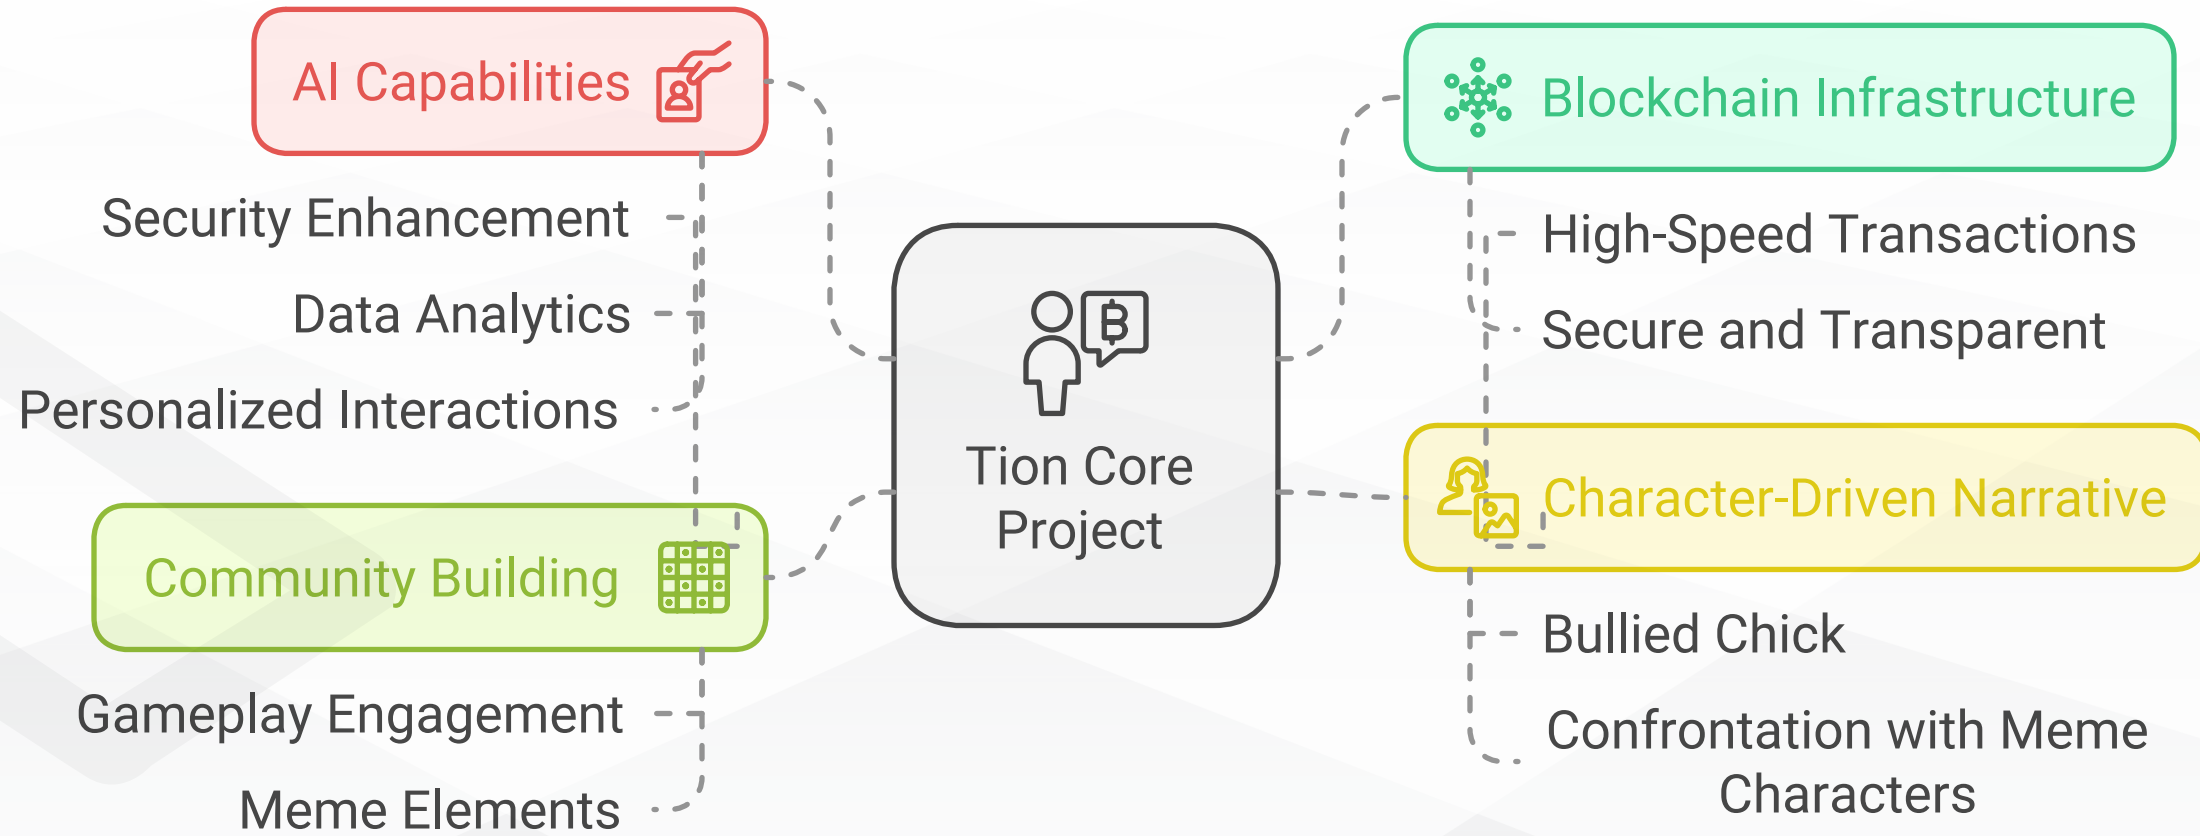 AI Capabilities
Security Enhancement
Data Analytics
Personalized Interactions
Community Building
Gameplay Engagement
Meme Elements
Tion Core
Project
Blockchain Infrastructure
High-Speed Transactions
Secure and Transparent
Character-Driven Narrative
Bullied Chick
Confrontation with Meme
Characters